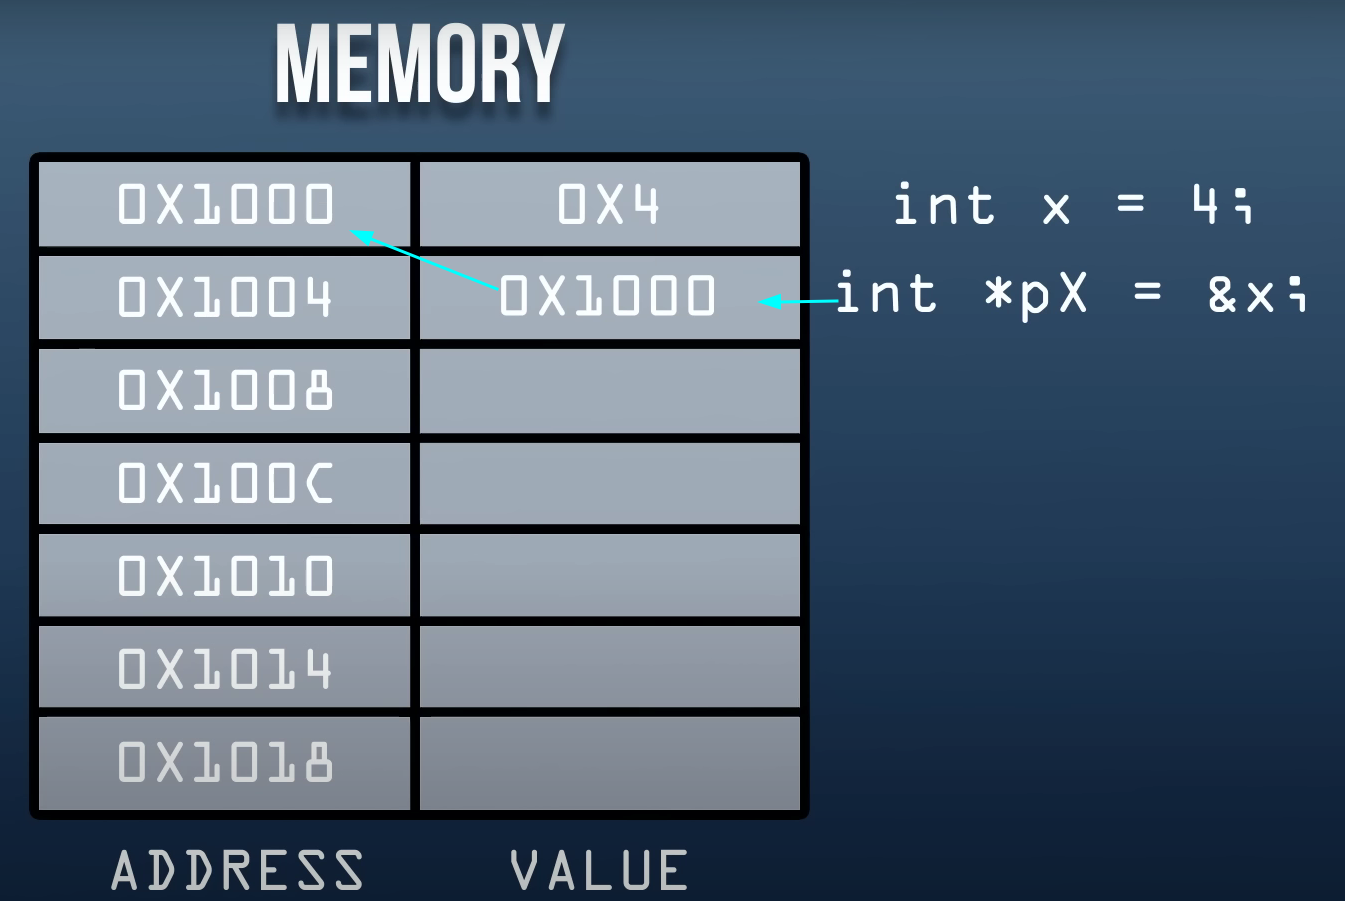 MEMORY
0X1000 0X4 int x = 4;
0X1004 0X1000 int *pX = &x;
0X1008
0X100C
0X1010
0X1014
0X1018
ADDRESS VALUE